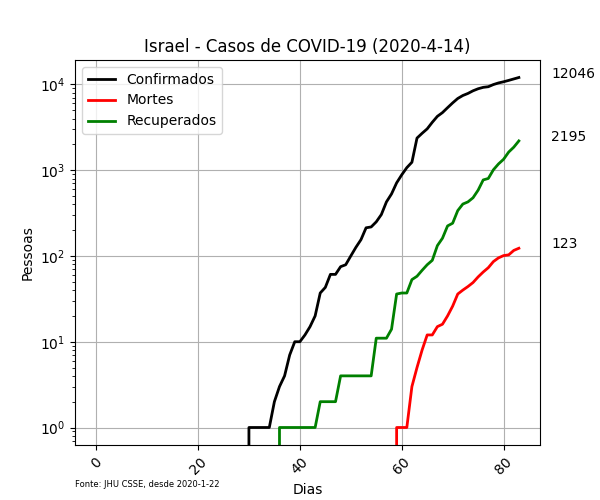 Israel - Casos de COVID-19 (2020-4-14)
Confirmados
Mortes
Recuperados
12046
2195
123
10⁴
10³
10²
10¹
10⁰
Pessoas
0
20
40
60
80
Dias
Fonte: JHU CSSE, desde 2020-1-22